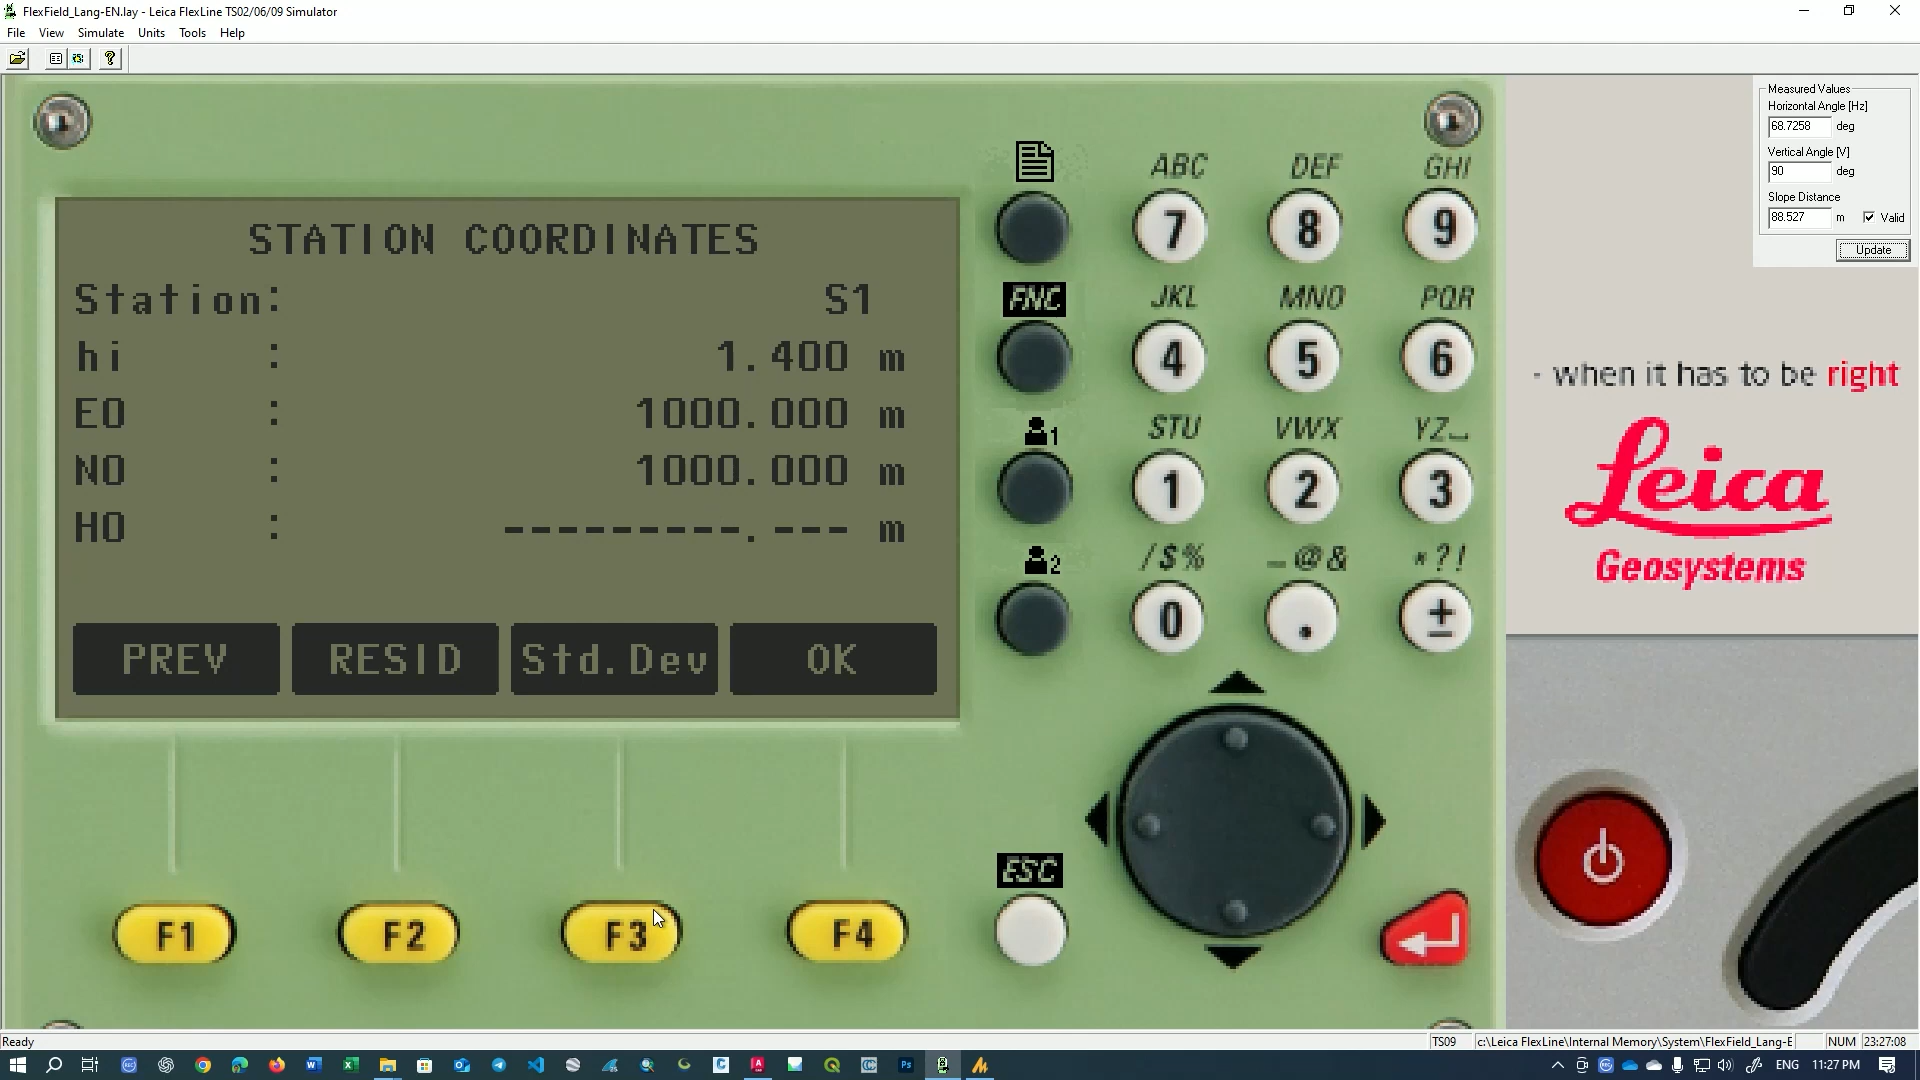 FlexField_Lang-EN.lay - Leica FlexLine TS02/06/09 Simulator
File View Simulate Units Tools Help
Measured Values
Horizontal Angle [Hz]
68.7258 deg
Vertical Angle [V]
90 deg
Slope Distance
88.527 m Valid
Update
STATION COORDINATES
Station: S1
hi : 1.400 m
E0 : 1000.000 m
N0 : 1000.000 m
H0 : ---------.--- m
PREV RESID Std.Dev OK
F1 F2 F3 F4
ABC DEF GHI
7 8 9
FNC JKL MNO PQR
4 5 6
1 STU VWX YZ_
1 2 3
2 /$% _@& *?!
0 . ±
ESC
- when it has to be right
Leica
Geosystems
Ready
TS09 c:\Leica FlexLine\Internal Memory\System\FlexField_Lang-E NUM 23:27:08
ENG 11:27 PM